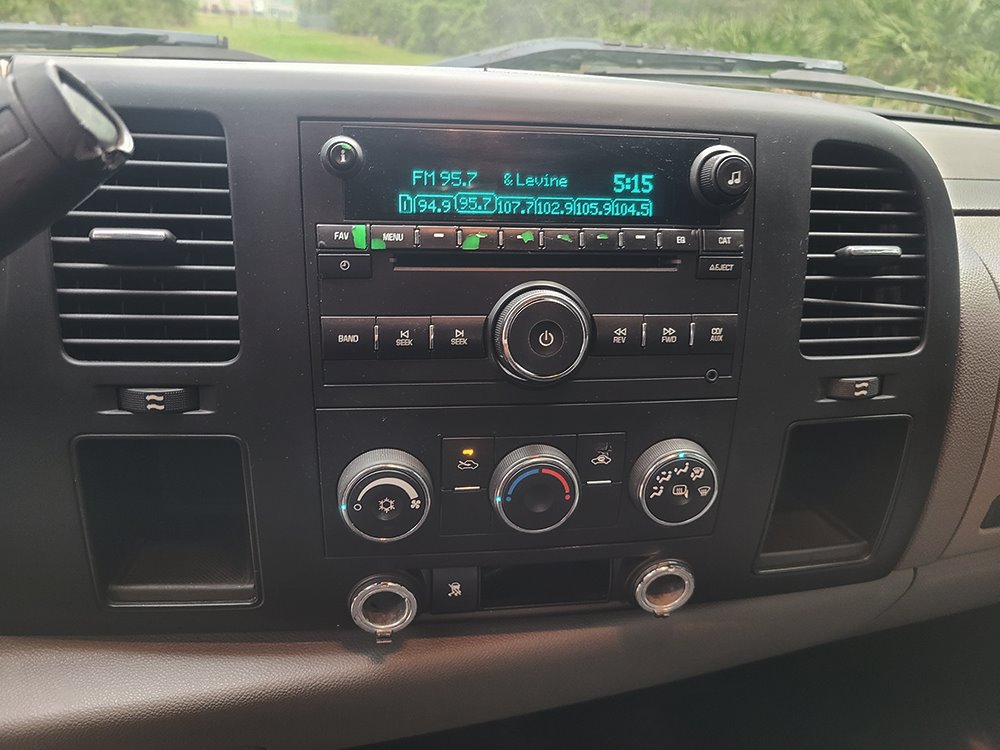 i
FM 95.7 & Levine 5:15
1 94.9 95.7 107.7 102.9 105.9 104.5
FAV MENU EQ CAT
EJECT
BAND SEEK SEEK REV FWD CD/AUX